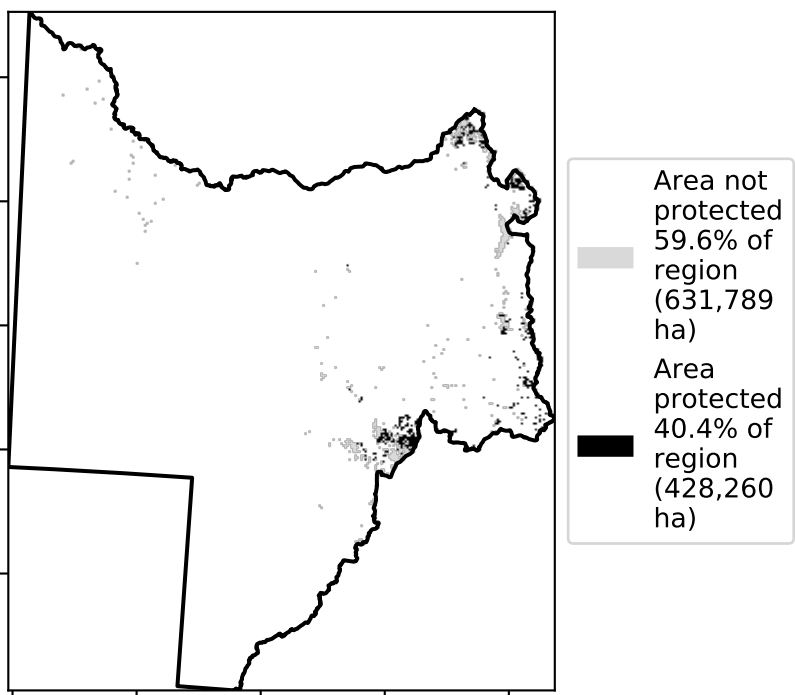 Area not
protected
59.6% of
region
(631,789
ha)
Area
protected
40.4% of
region
(428,260
ha)